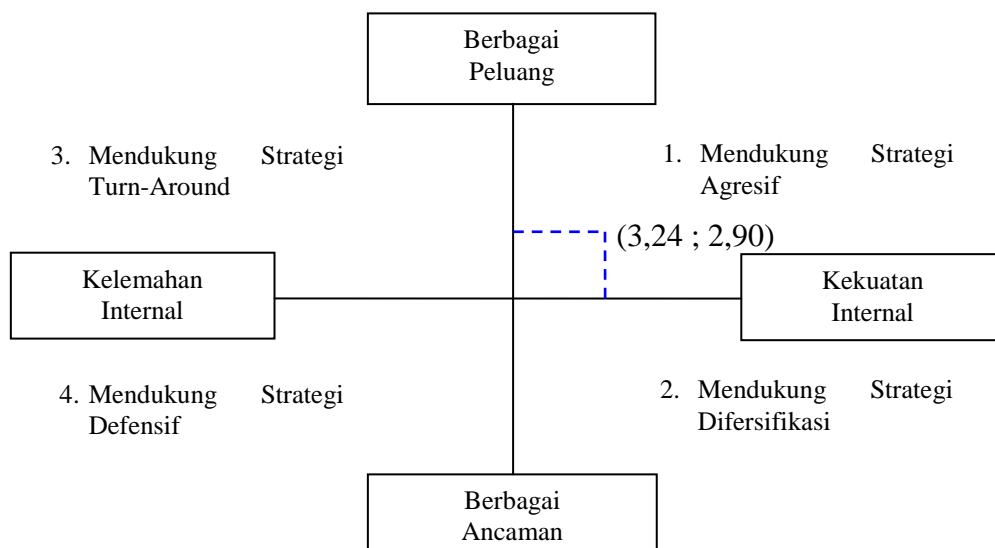 Berbagai
Peluang
3. Mendukung Strategi
Turn-Around
1. Mendukung Strategi
Agresif
(3,24 ; 2,90)
Kelemahan
Internal
Kekuatan
Internal
4. Mendukung Strategi
Defensif
2. Mendukung Strategi
Difersifikasi
Berbagai
Ancaman